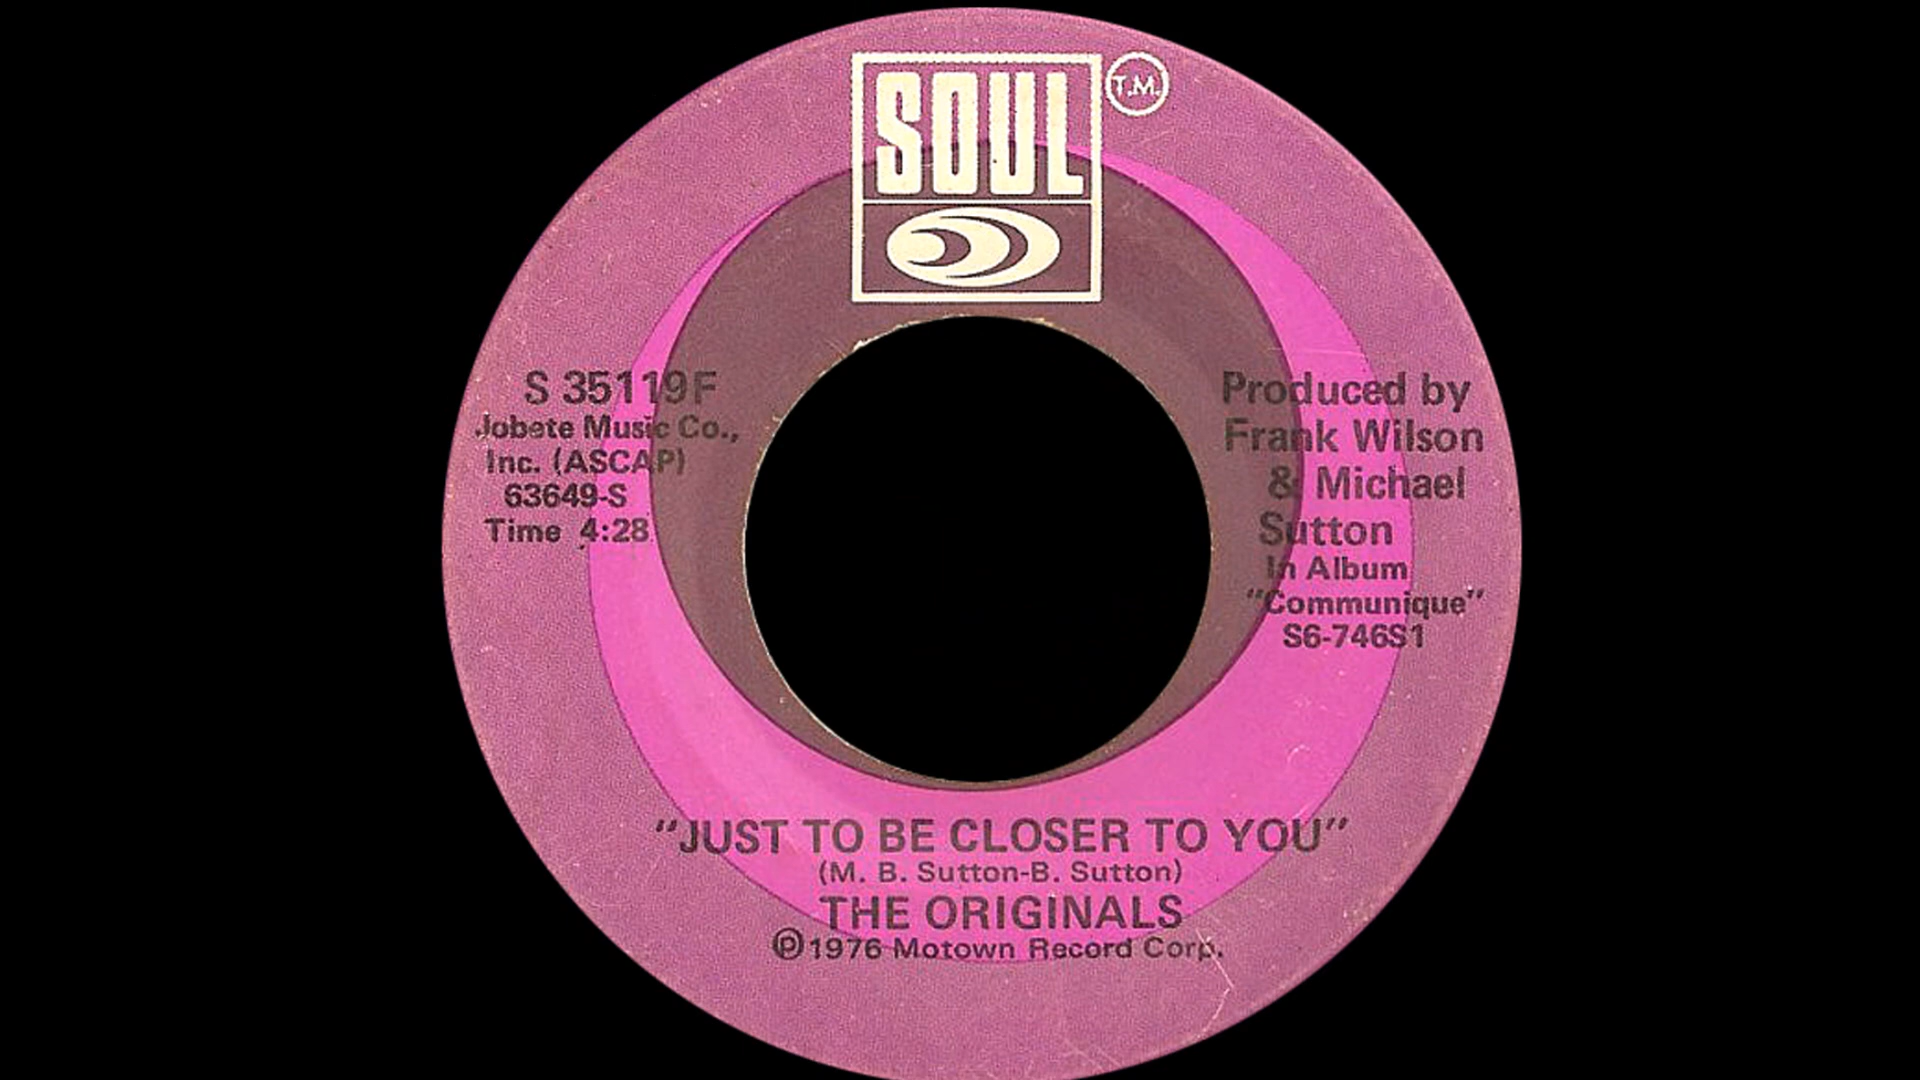 SOUL
T.M.
S 35119F
Jobete Music Co.,
Inc. (ASCAP)
63649-S
Time 4:28
Produced by
Frank Wilson
& Michael
Sutton
In Album
"Communique"
S6-746S1
"JUST TO BE CLOSER TO YOU"
(M. B. Sutton-B. Sutton)
THE ORIGINALS
℗1976 Motown Record Corp.